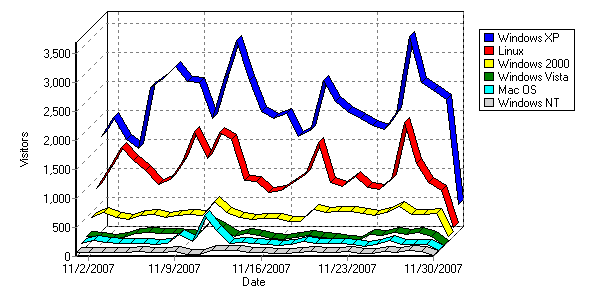 3,500
3,000
2,500
2,000
1,500
1,000
500
0
Visitors
11/2/2007 11/9/2007 11/16/2007 11/23/2007 11/30/2007
Date
Windows XP
Linux
Windows 2000
Windows Vista
Mac OS
Windows NT